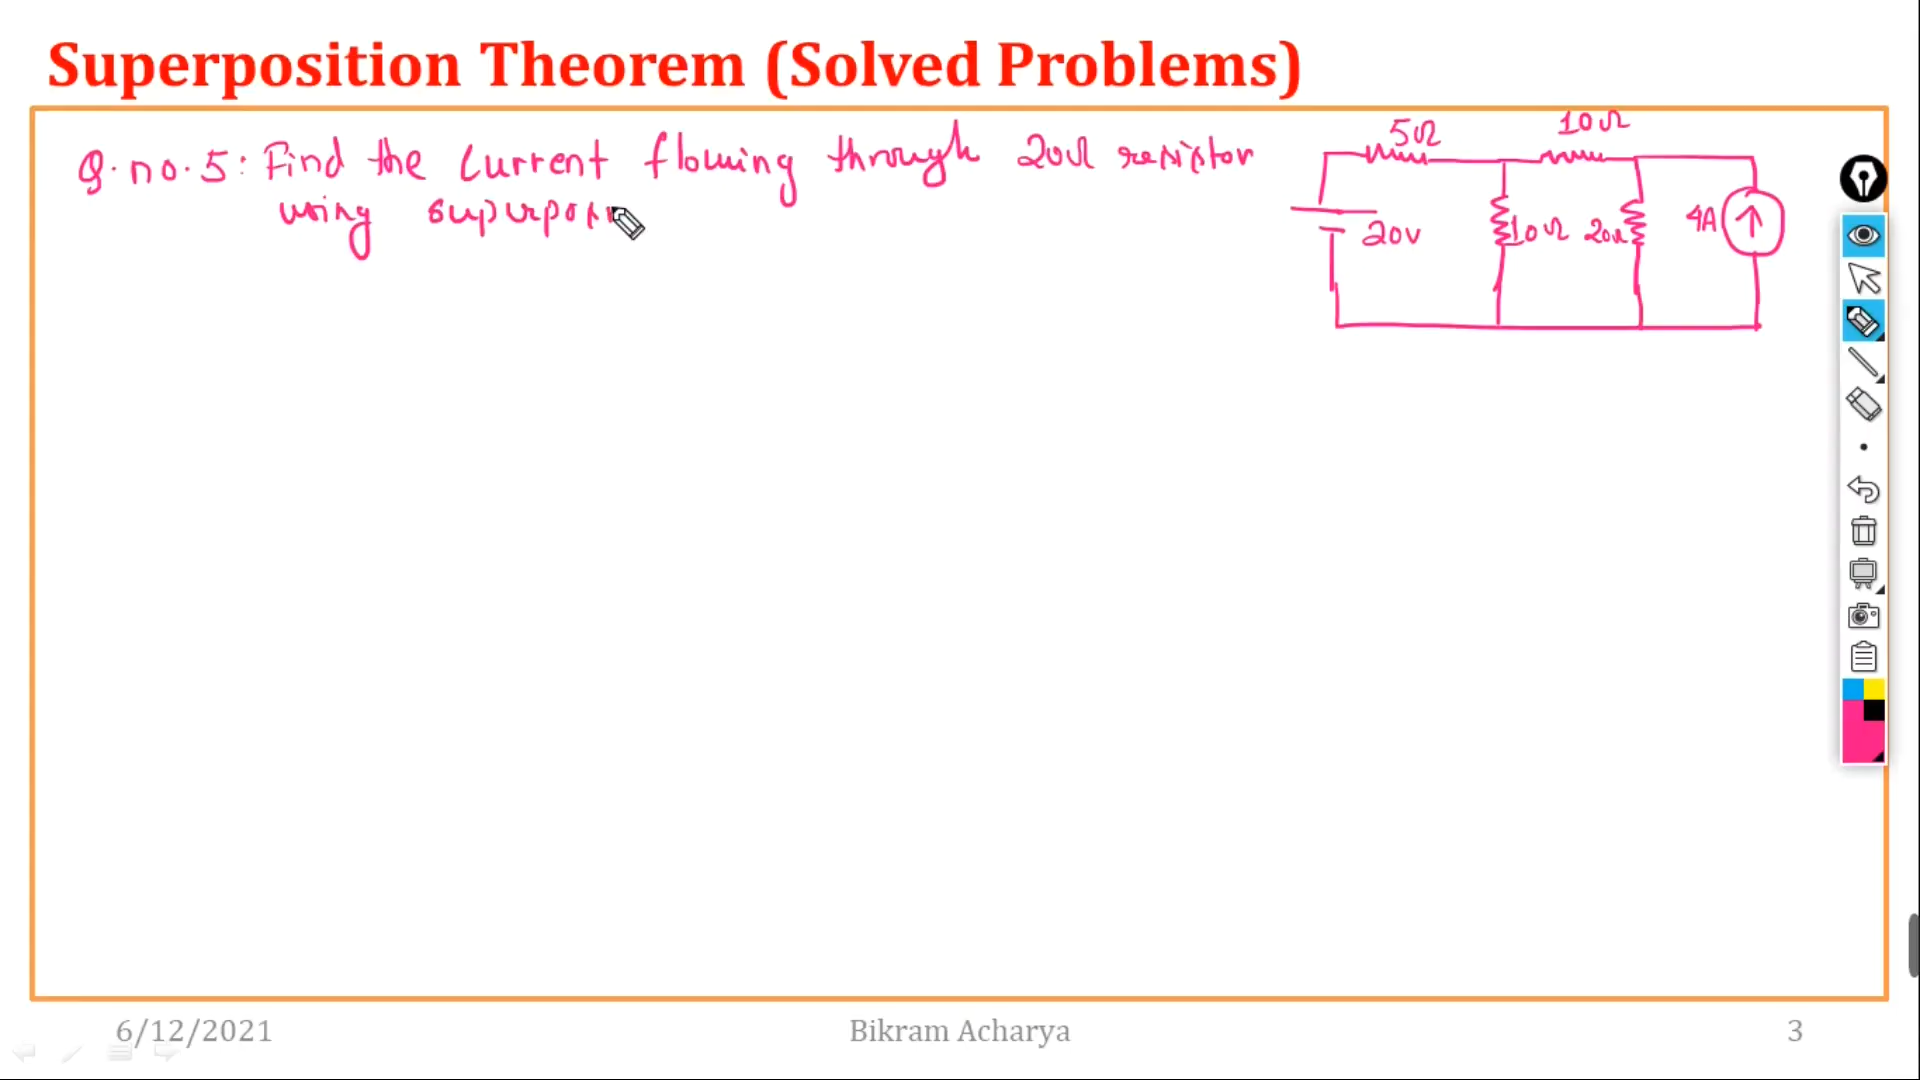 Superposition Theorem (Solved Problems)
Q.no.5: Find the current flowing through 20Ω resistor
using superposi
5Ω
10Ω
20V
10Ω
20Ω
4A
6/12/2021
Bikram Acharya
3